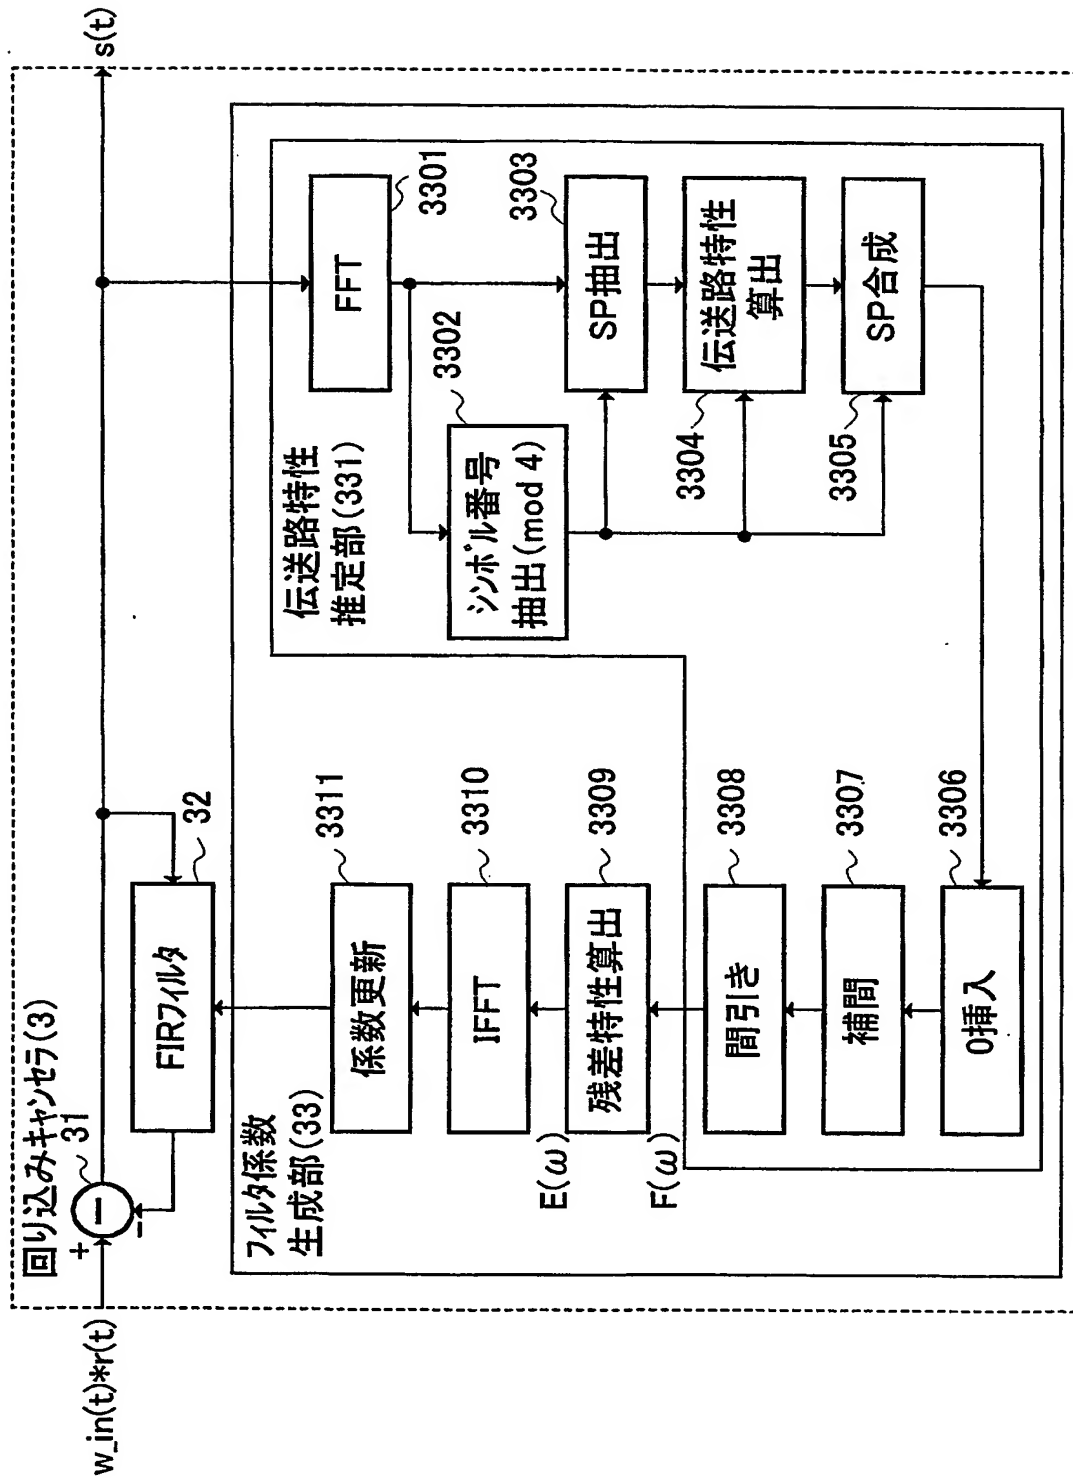 回り込みキャンセラ(3)
w_in(t)*r(t)
+
31
−
−
s(t)
FIRフィルタ
32
フィルタ係数
生成部(33)
係数更新
3311
IFFT
3310
E(ω)
残差特性算出
3309
F(ω)
間引き
3308
補間
3307
0挿入
3306
伝送路特性
推定部(331)
FFT
3301
シンボル番号
抽出(mod 4)
3302
SP抽出
3303
伝送路特性
算出
3304
SP合成
3305